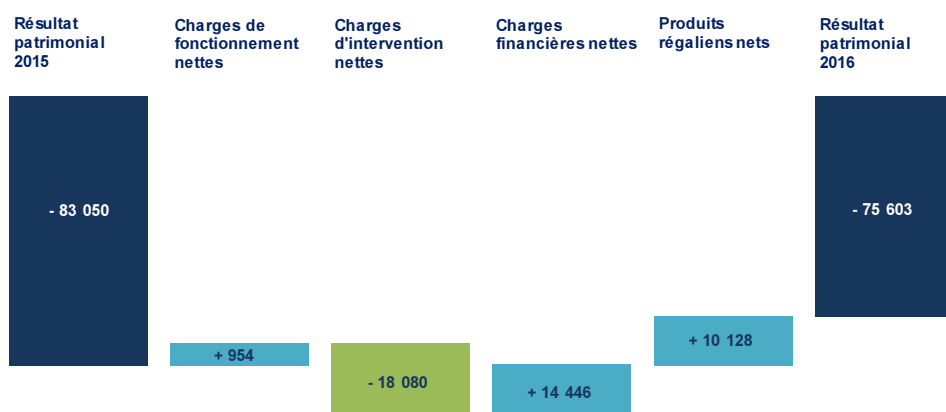 Résultat
patrimonial
2015
Charges de
fonctionnement
nettes
Charges
d'intervention
nettes
Charges
financières nettes
Produits
régaliens nets
Résultat
patrimonial
2016
- 83 050
+ 954
- 18 080
+ 14 446
+ 10 128
- 75 603